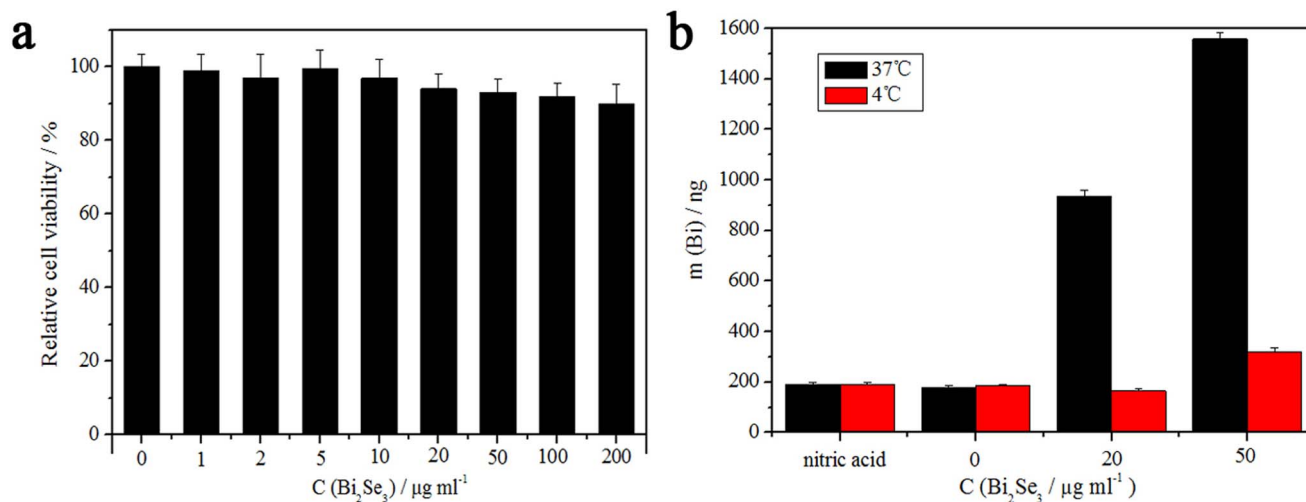 a
Relative cell viability / %
100
80
60
40
20
0
0 1 2 5 10 20 50 100 200
C (Bi₂Se₃) / μg ml⁻¹
b
m (Bi) / ng
1600
1400
1200
1000
800
600
400
200
0
37℃
4℃
nitric acid 0 20 50
C (Bi₂Se₃ / μg ml⁻¹ )